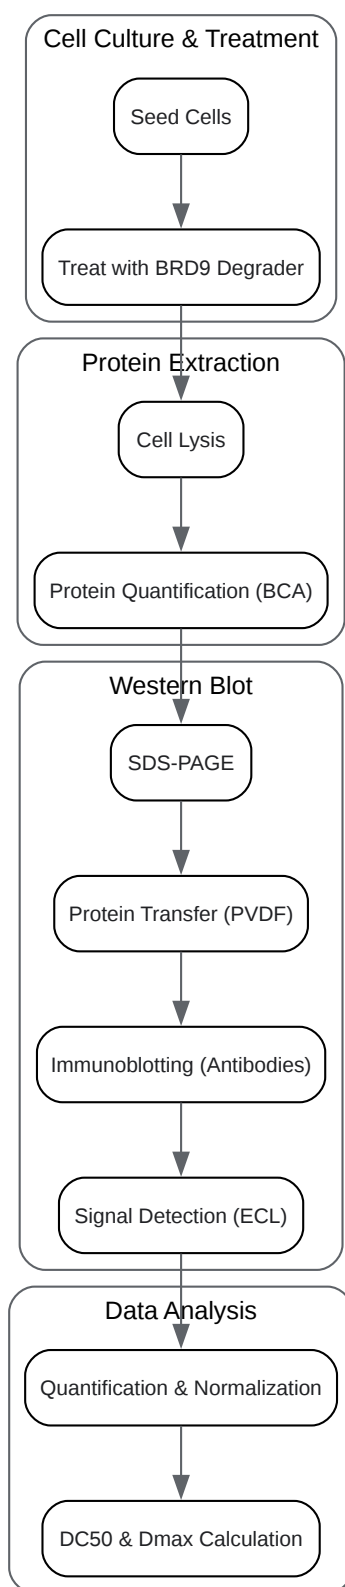 Cell Culture & Treatment
Seed Cells
Treat with BRD9 Degrader
Protein Extraction
Cell Lysis
Protein Quantification (BCA)
Western Blot
SDS-PAGE
Protein Transfer (PVDF)
Immunoblotting (Antibodies)
Signal Detection (ECL)
Data Analysis
Quantification & Normalization
DC50 & Dmax Calculation